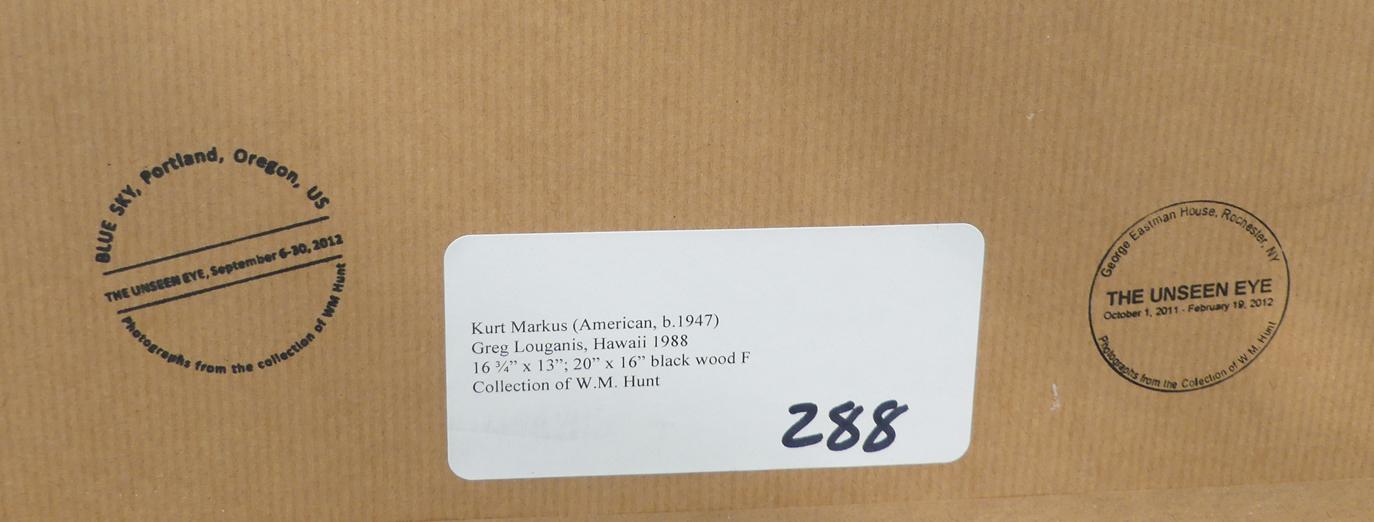 BLUE SKY, Portland, Oregon, US
THE UNSEEN EYE, September 6-30, 2012
Photographs from the collection of WM Hunt
Kurt Markus (American, b.1947)
Greg Louganis, Hawaii 1988
16 ¾” x 13”; 20” x 16” black wood F
Collection of W.M. Hunt
288
George Eastman House, Rochester, NY
THE UNSEEN EYE
October 1, 2011 - February 19, 2012
Photographs from the Colection of W M. Hunt